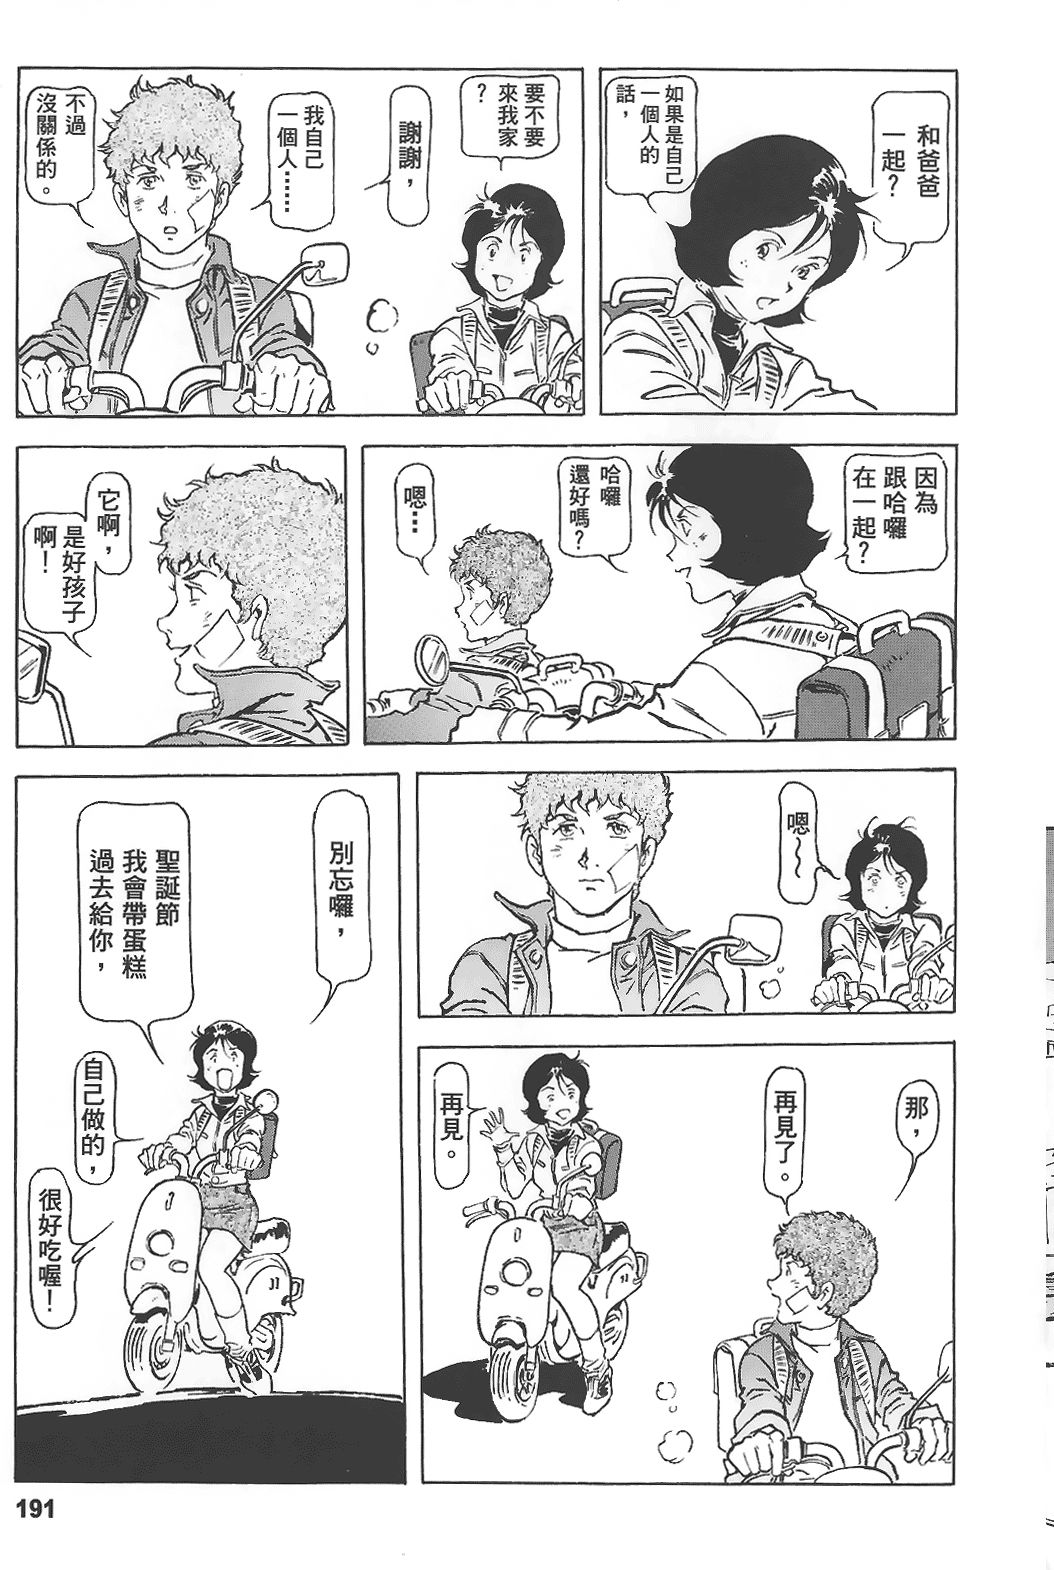 和爸爸
一起？
如果是自己
一個人的
話，
要不要
來我家
？
謝謝，
我自己
一個人……
不過
沒關係的。
因為
跟哈囉
在一起？
哈囉
還好嗎？
嗯…
它啊，
是好孩子
啊！
嗯～
那，
再見了。
再見。
別忘囉，
聖誕節
我會帶蛋糕
過去給你，
自己做的，
很好吃喔！
191